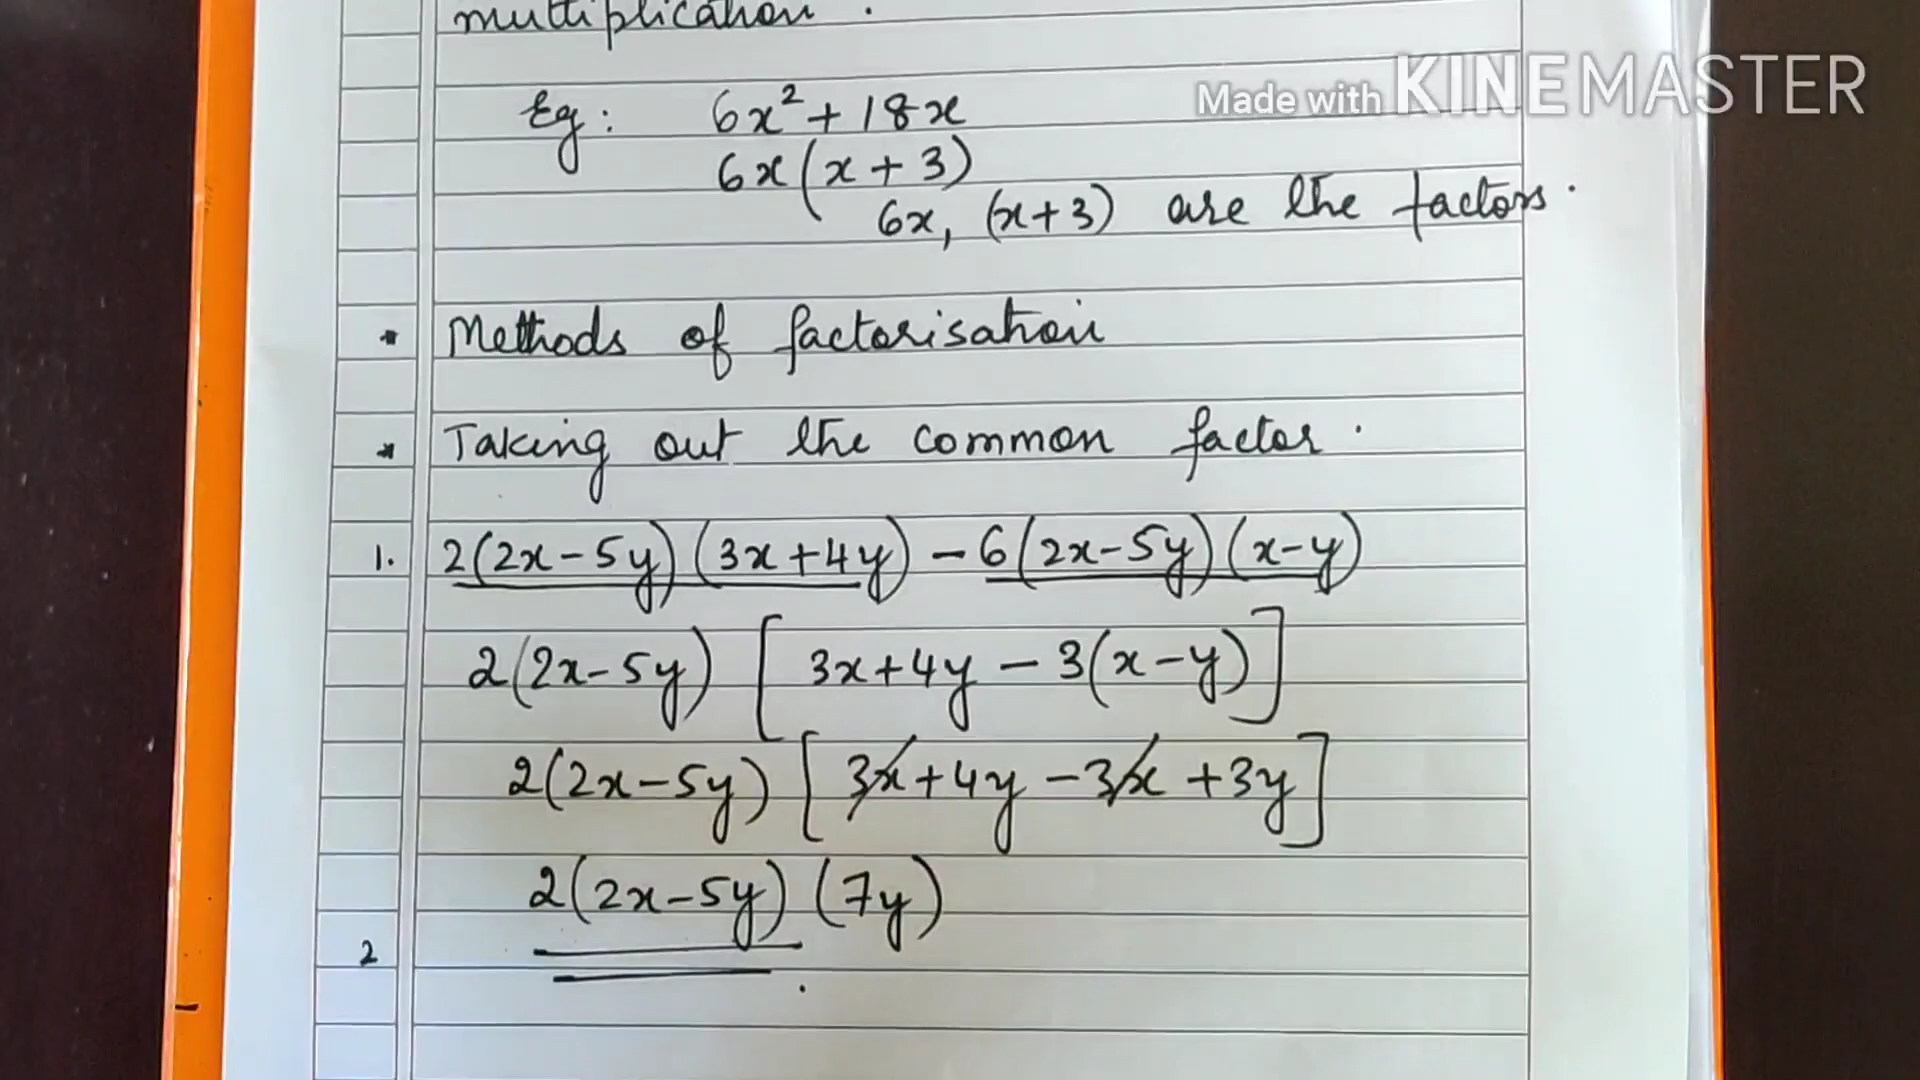 multiplication.
Made with KINEMASTER
Eg: 6x² + 18x
6x(x + 3)
6x, (x+3) are the factors.
* Methods of factorisation
* Taking out the common factor.
1. 2(2x-5y)(3x+4y) - 6(2x-5y)(x-y)
2(2x-5y) [3x+4y - 3(x-y)]
2(2x-5y) [3x+4y - 3x + 3y]
2(2x-5y)(7y)
2